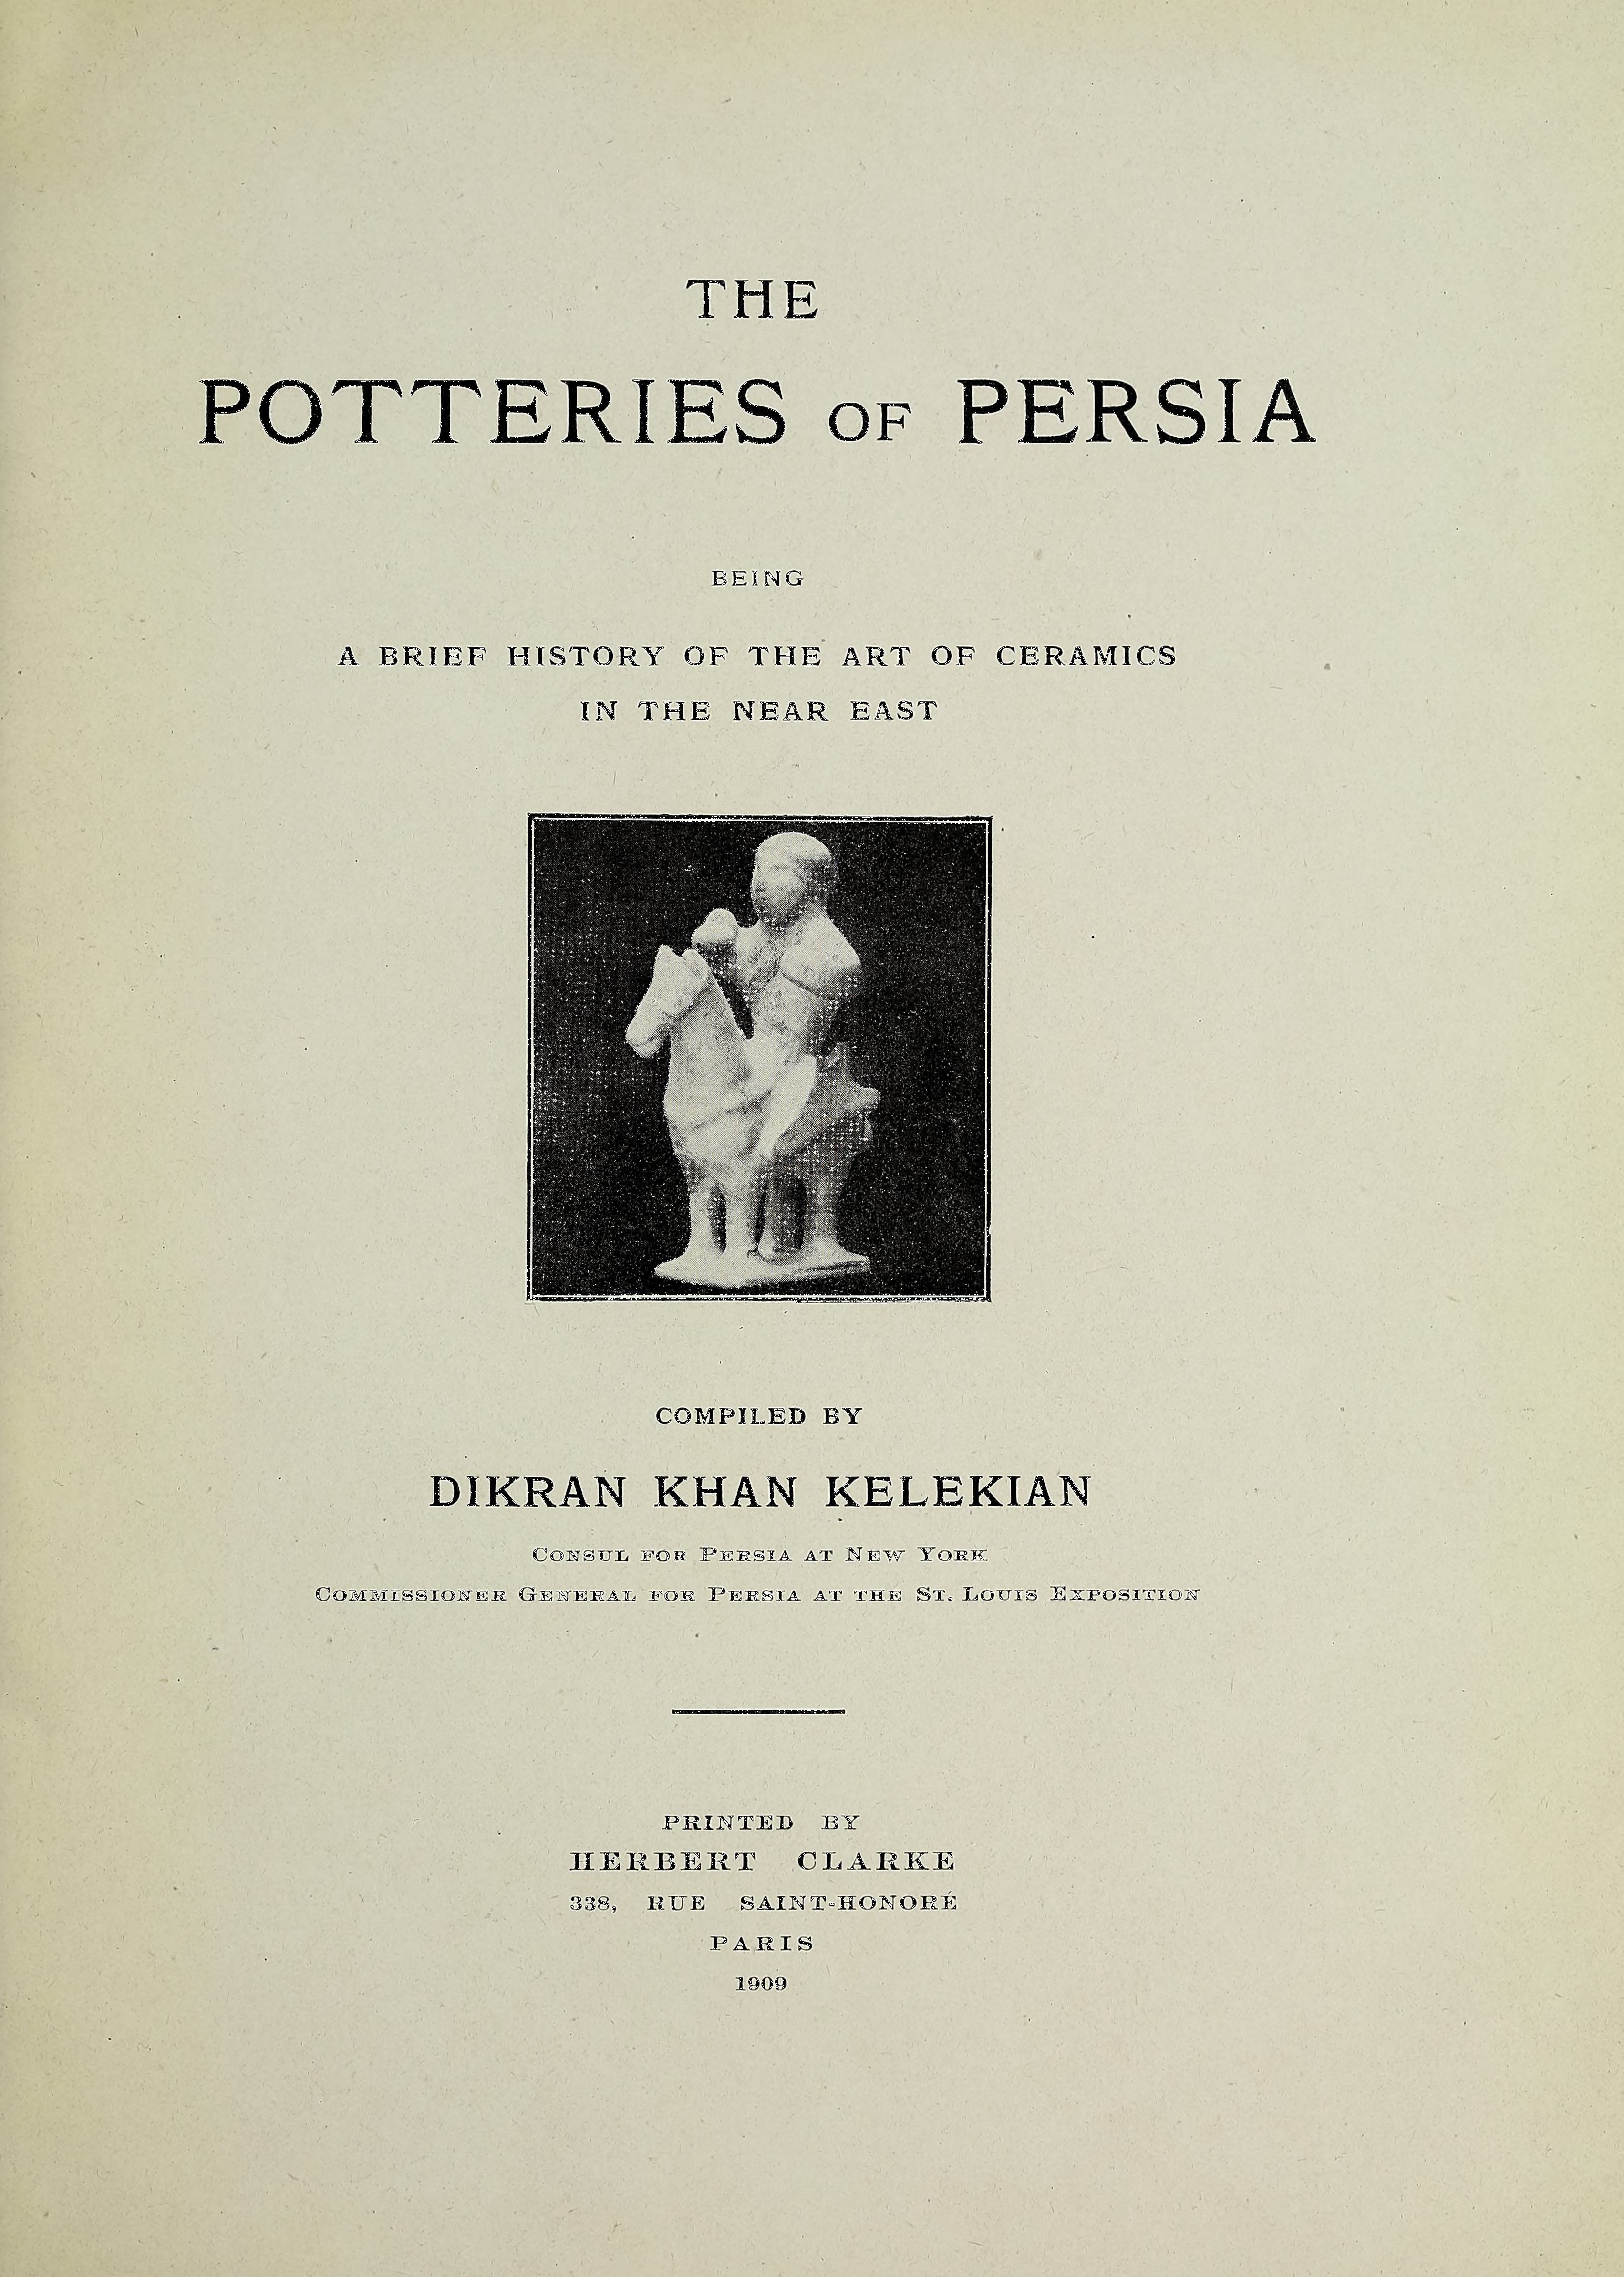 THE
POTTERIES OF PERSIA
BEING
A BRIEF HISTORY OF THE ART OF CERAMICS
IN THE NEAR EAST
COMPILED BY
DIKRAN KHAN KELEKIAN
CONSUL FOR PERSIA AT NEW YORK
COMMISSIONER GENERAL FOR PERSIA AT THE ST. LOUIS EXPOSITION
PRINTED BY
HERBERT CLARKE
338, RUE SAINT-HONORÉ
PARIS
1909